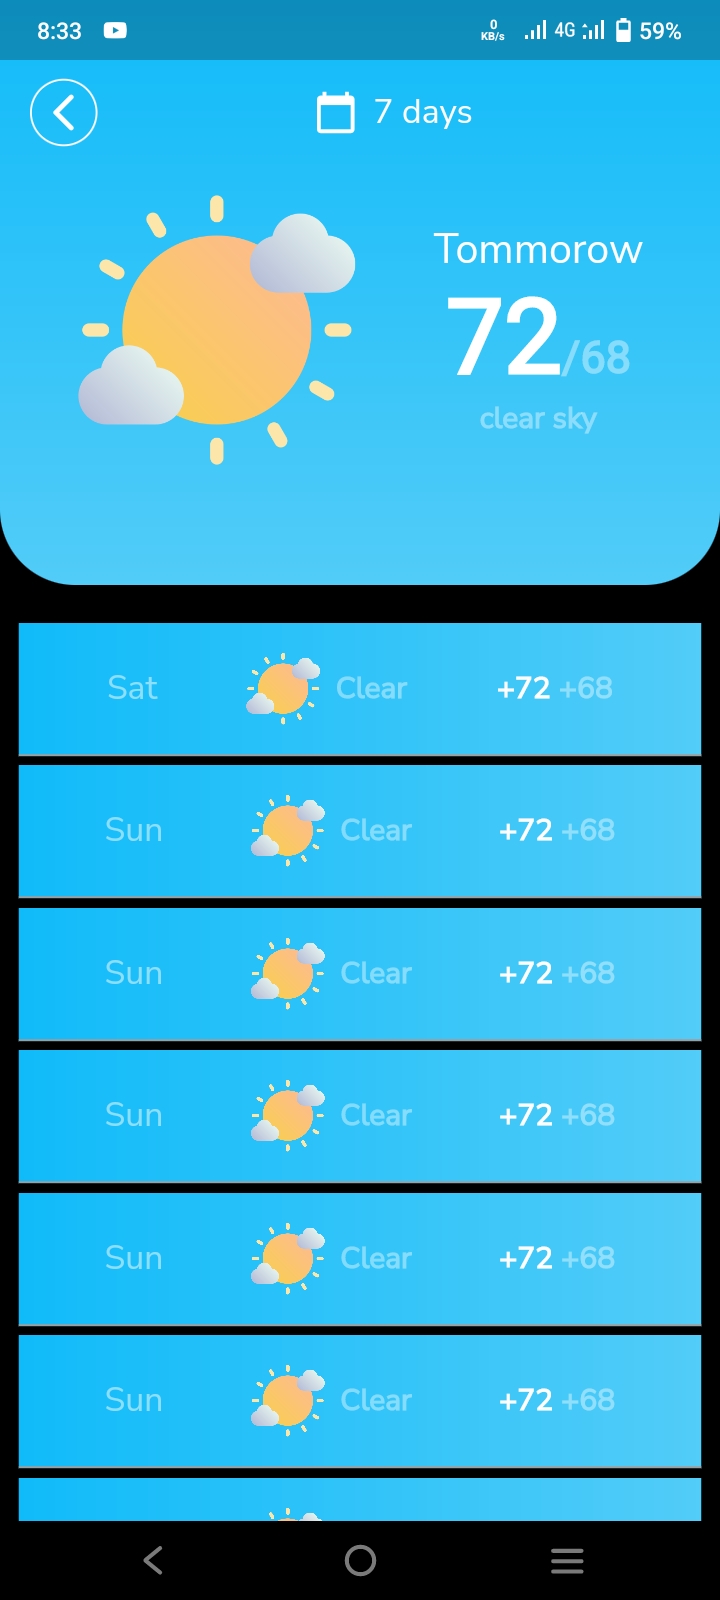 8:33 0 KB/s 4G 59%
7 days
Tommorow
72/68
clear sky
Sat Clear +72 +68
Sun Clear +72 +68
Sun Clear +72 +68
Sun Clear +72 +68
Sun Clear +72 +68
Sun Clear +72 +68